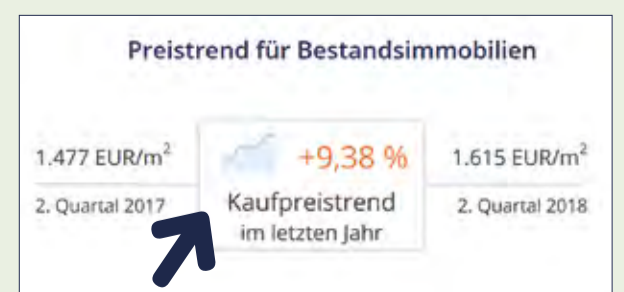 Preistrend für Bestandsimmobilien
1.477 EUR/m²
2. Quartal 2017
+9,38 %
Kaufpreistrend
im letzten Jahr
1.615 EUR/m²
2. Quartal 2018